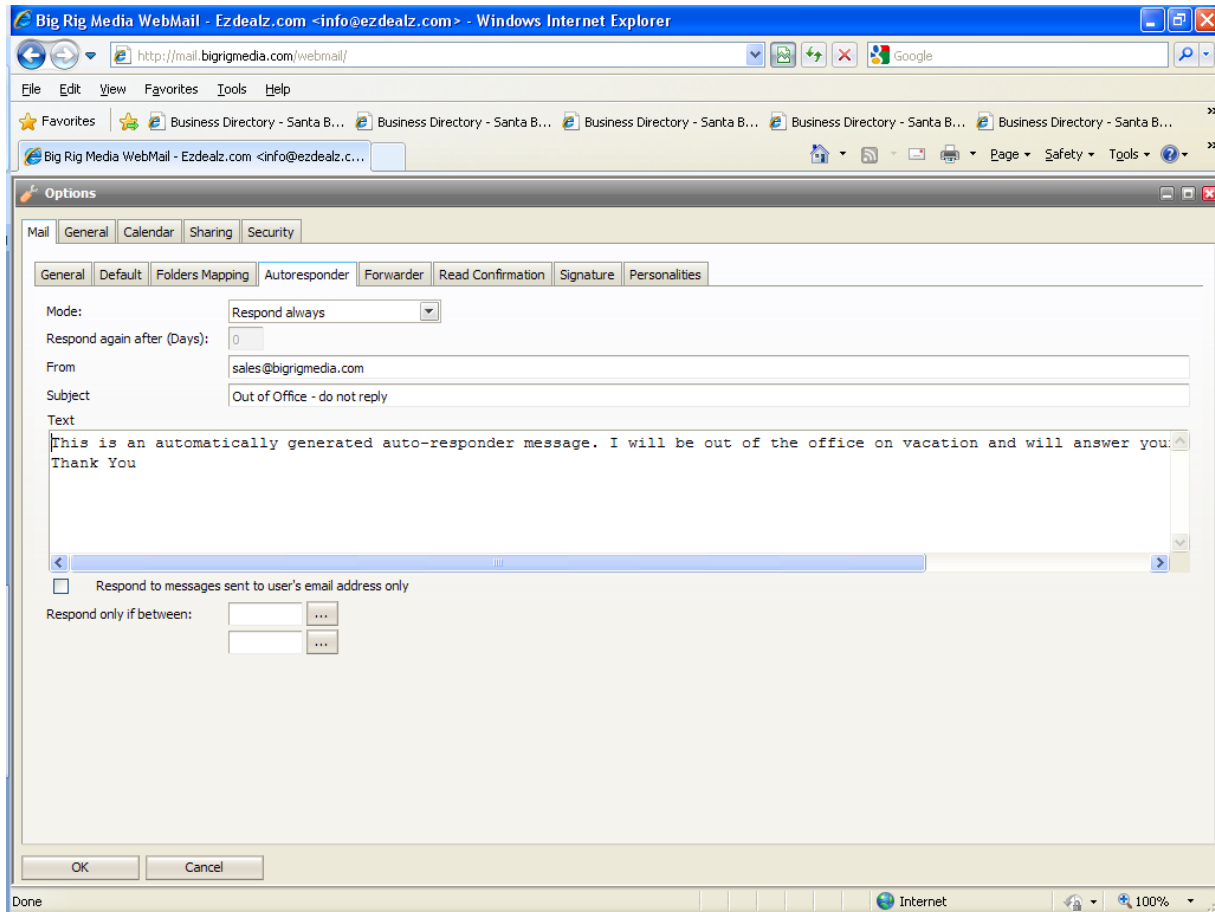 Big Rig Media WebMail - Ezdealz.com <info@ezdealz.com> - Windows Internet Explorer
http://mail.bigrigmedia.com/webmail/ Google
File Edit View Favorites Tools Help
Favorites Business Directory - Santa B... Business Directory - Santa B... Business Directory - Santa B... Business Directory - Santa B... Business Directory - Santa B... »
Big Rig Media WebMail - Ezdealz.com <info@ezdealz.c... Page Safety Tools »
Options
Mail General Calendar Sharing Security
General Default Folders Mapping Autoresponder Forwarder Read Confirmation Signature Personalities
Mode: Respond always
Respond again after (Days): 0
From sales@bigrigmedia.com
Subject Out of Office - do not reply
Text
This is an automatically generated auto-responder message. I will be out of the office on vacation and will answer you
Thank You
Respond to messages sent to user's email address only
Respond only if between: ...
...
OK Cancel
Done Internet 100%